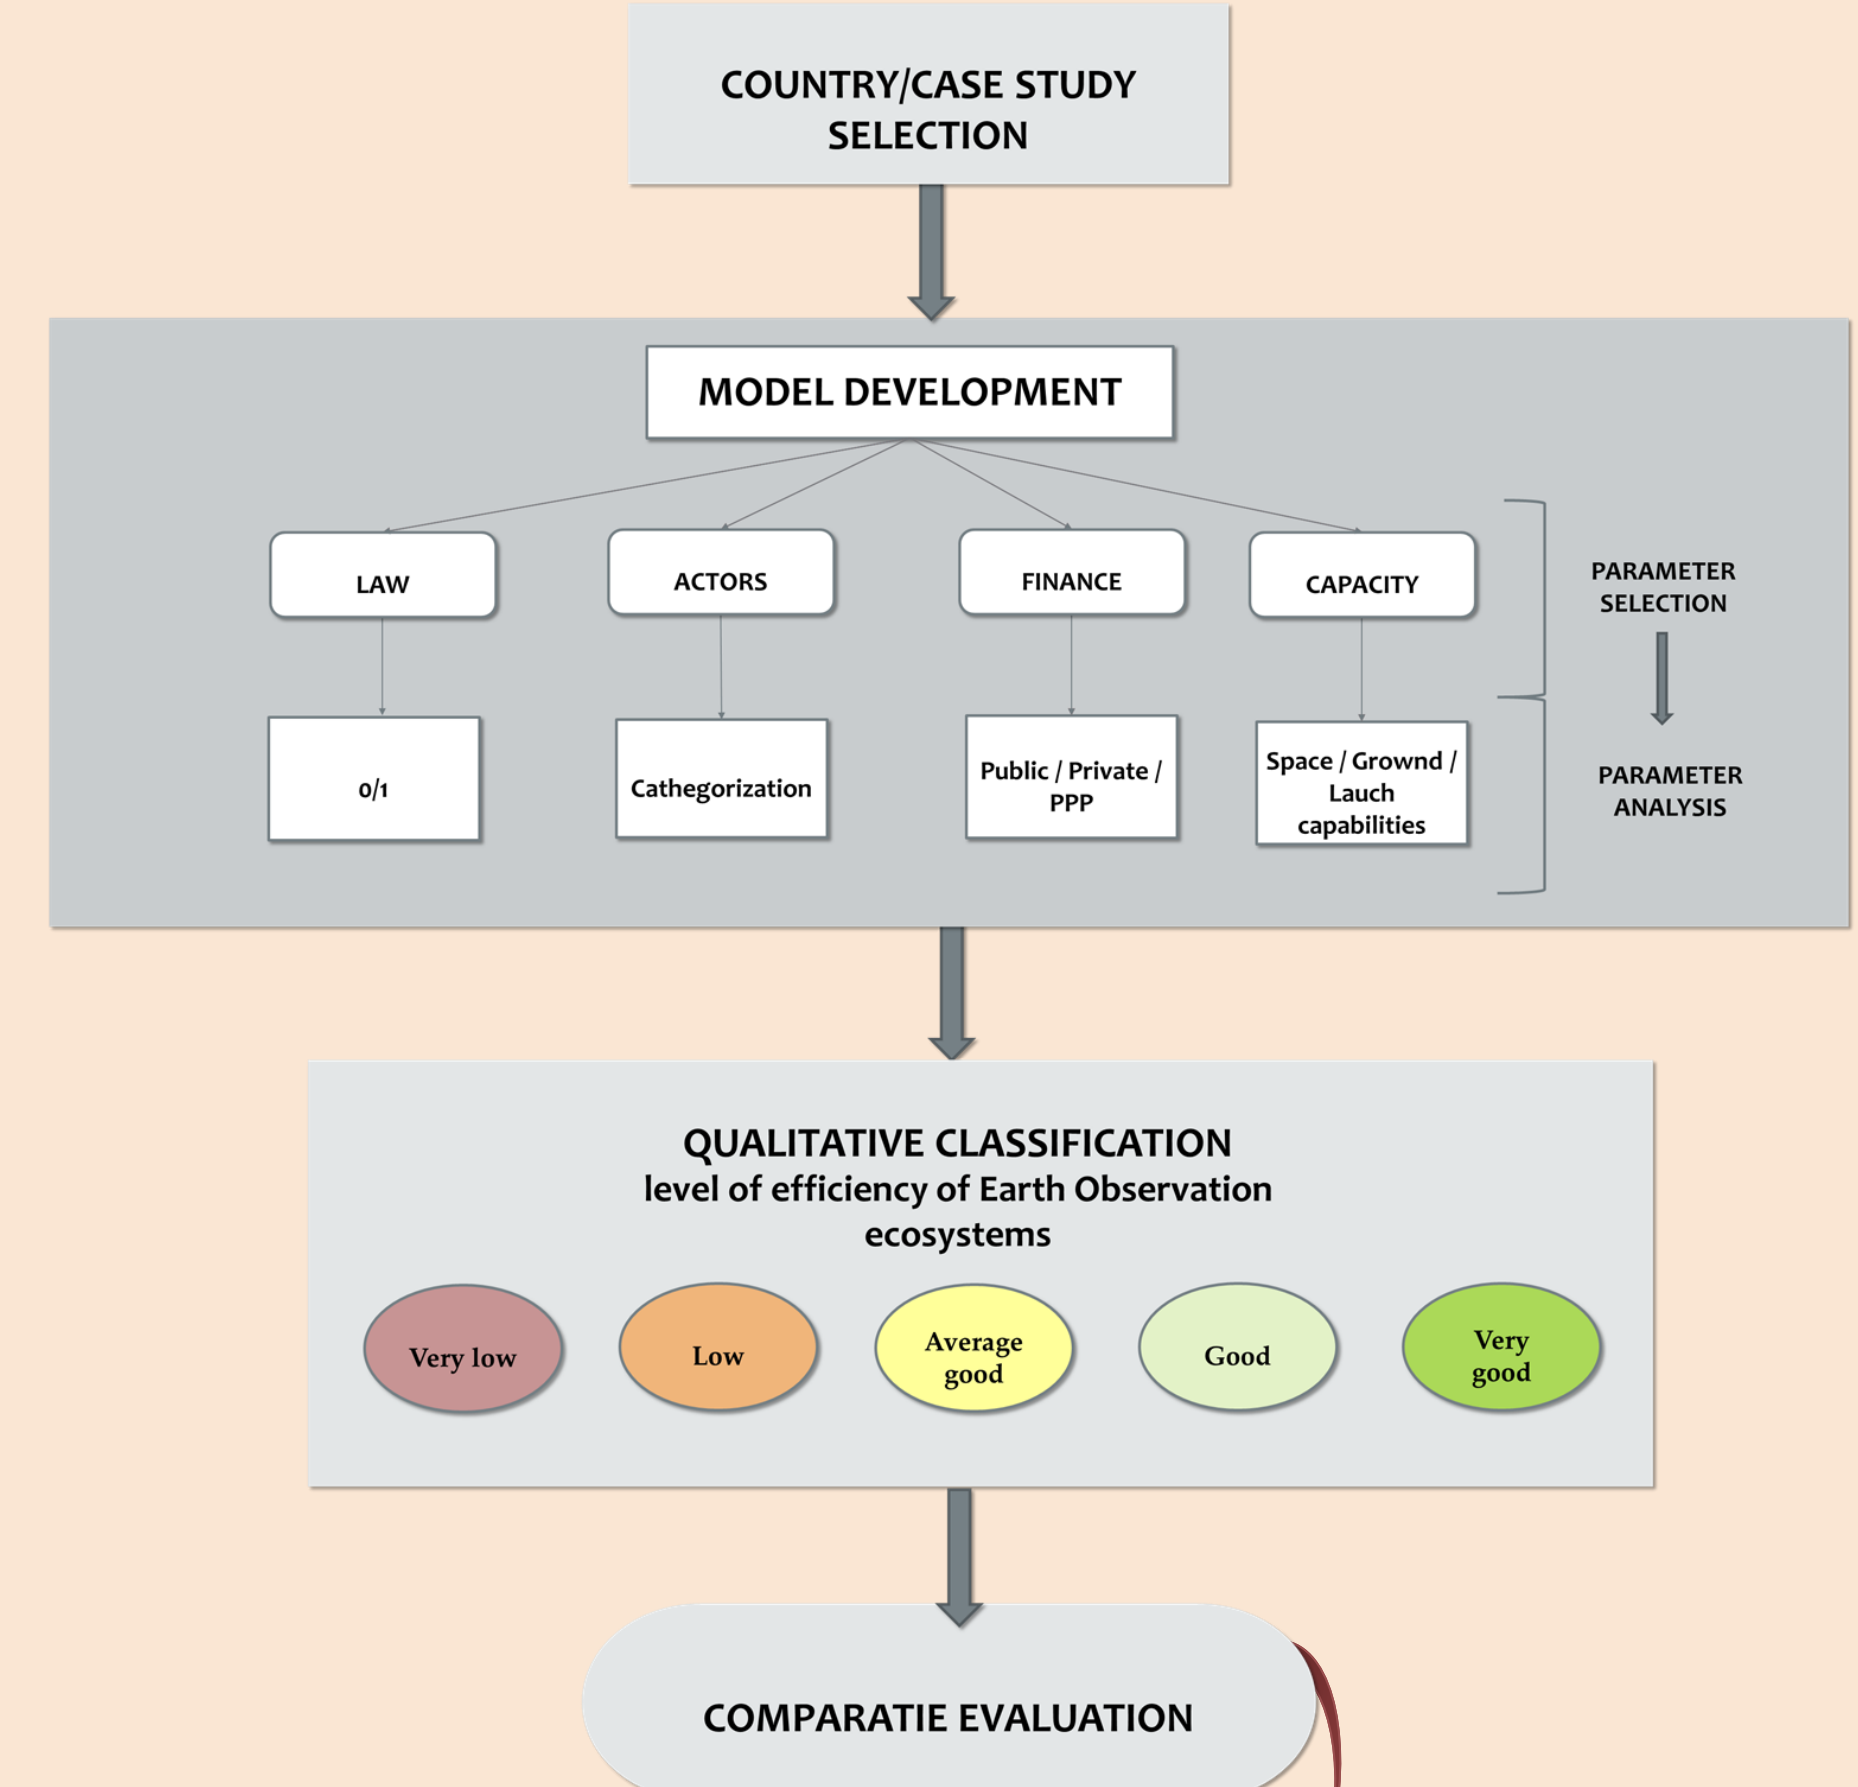 COUNTRY/CASE STUDY
SELECTION
MODEL DEVELOPMENT
LAW
ACTORS
FINANCE
CAPACITY
PARAMETER
SELECTION
0/1
Cathegorization
Public / Private /
PPP
Space / Grownd /
Lauch
capabilities
PARAMETER
ANALYSIS
QUALITATIVE CLASSIFICATION
level of efficiency of Earth Observation
ecosystems
Very low
Low
Average
good
Good
Very
good
COMPARATIE EVALUATION